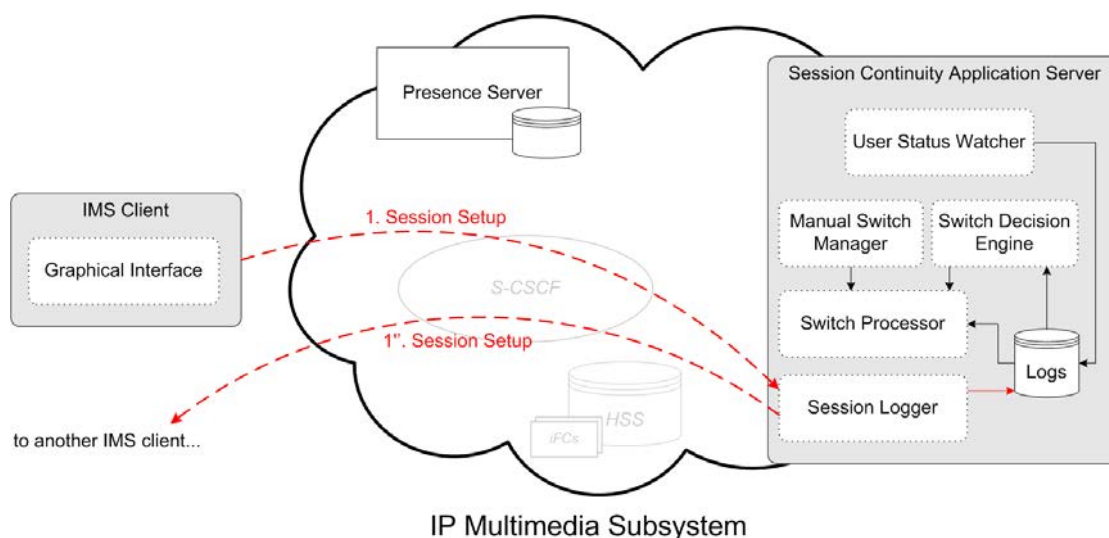 Session Continuity Application Server
Presence Server
User Status Watcher
IMS Client
1. Session Setup
Manual Switch
Manager
Switch Decision
Engine
Graphical Interface
S-CSCF
Switch Processor
1''. Session Setup
Logs
Session Logger
HSS
iFCs
to another IMS client...
IP Multimedia Subsystem